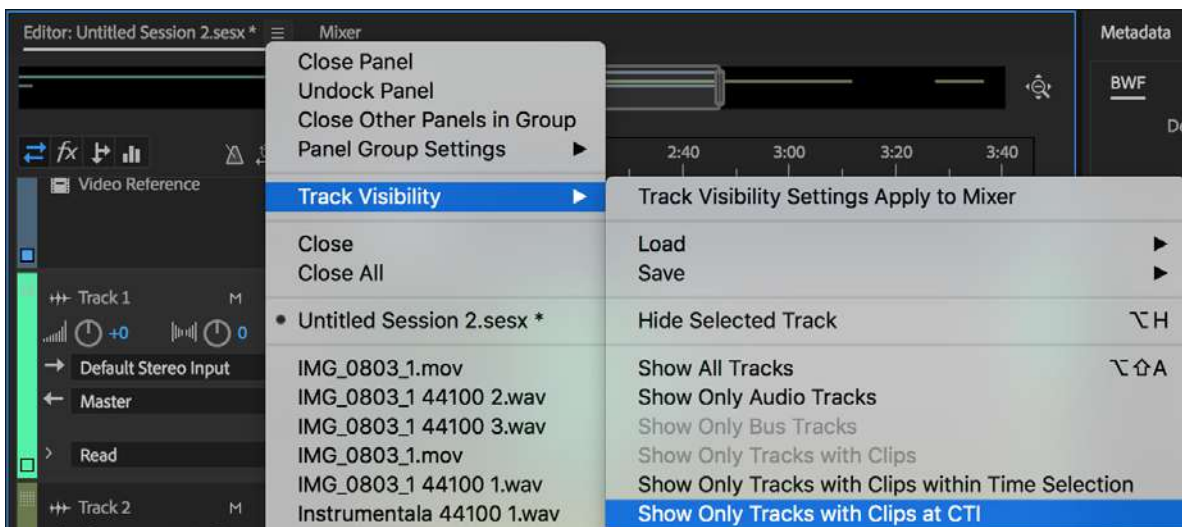 Editor: Untitled Session 2.sesx *
Mixer
Metadata
Close Panel
Undock Panel
Close Other Panels in Group
Panel Group Settings
BWF
fx
2:40 3:00 3:20 3:40
Video Reference
Track Visibility
Track Visibility Settings Apply to Mixer
Close
Load
Close All
Save
Track 1 M
Untitled Session 2.sesx *
Hide Selected Track ⌥H
+0 0
Default Stereo Input
IMG_0803_1.mov
Show All Tracks ⌥⇧A
Master
IMG_0803_1 44100 2.wav
Show Only Audio Tracks
IMG_0803_1 44100 3.wav
Show Only Bus Tracks
Read
IMG_0803_1.mov
Show Only Tracks with Clips
IMG_0803_1 44100 1.wav
Show Only Tracks with Clips within Time Selection
Track 2 M
Instrumentala 44100 1.wav
Show Only Tracks with Clips at CTI